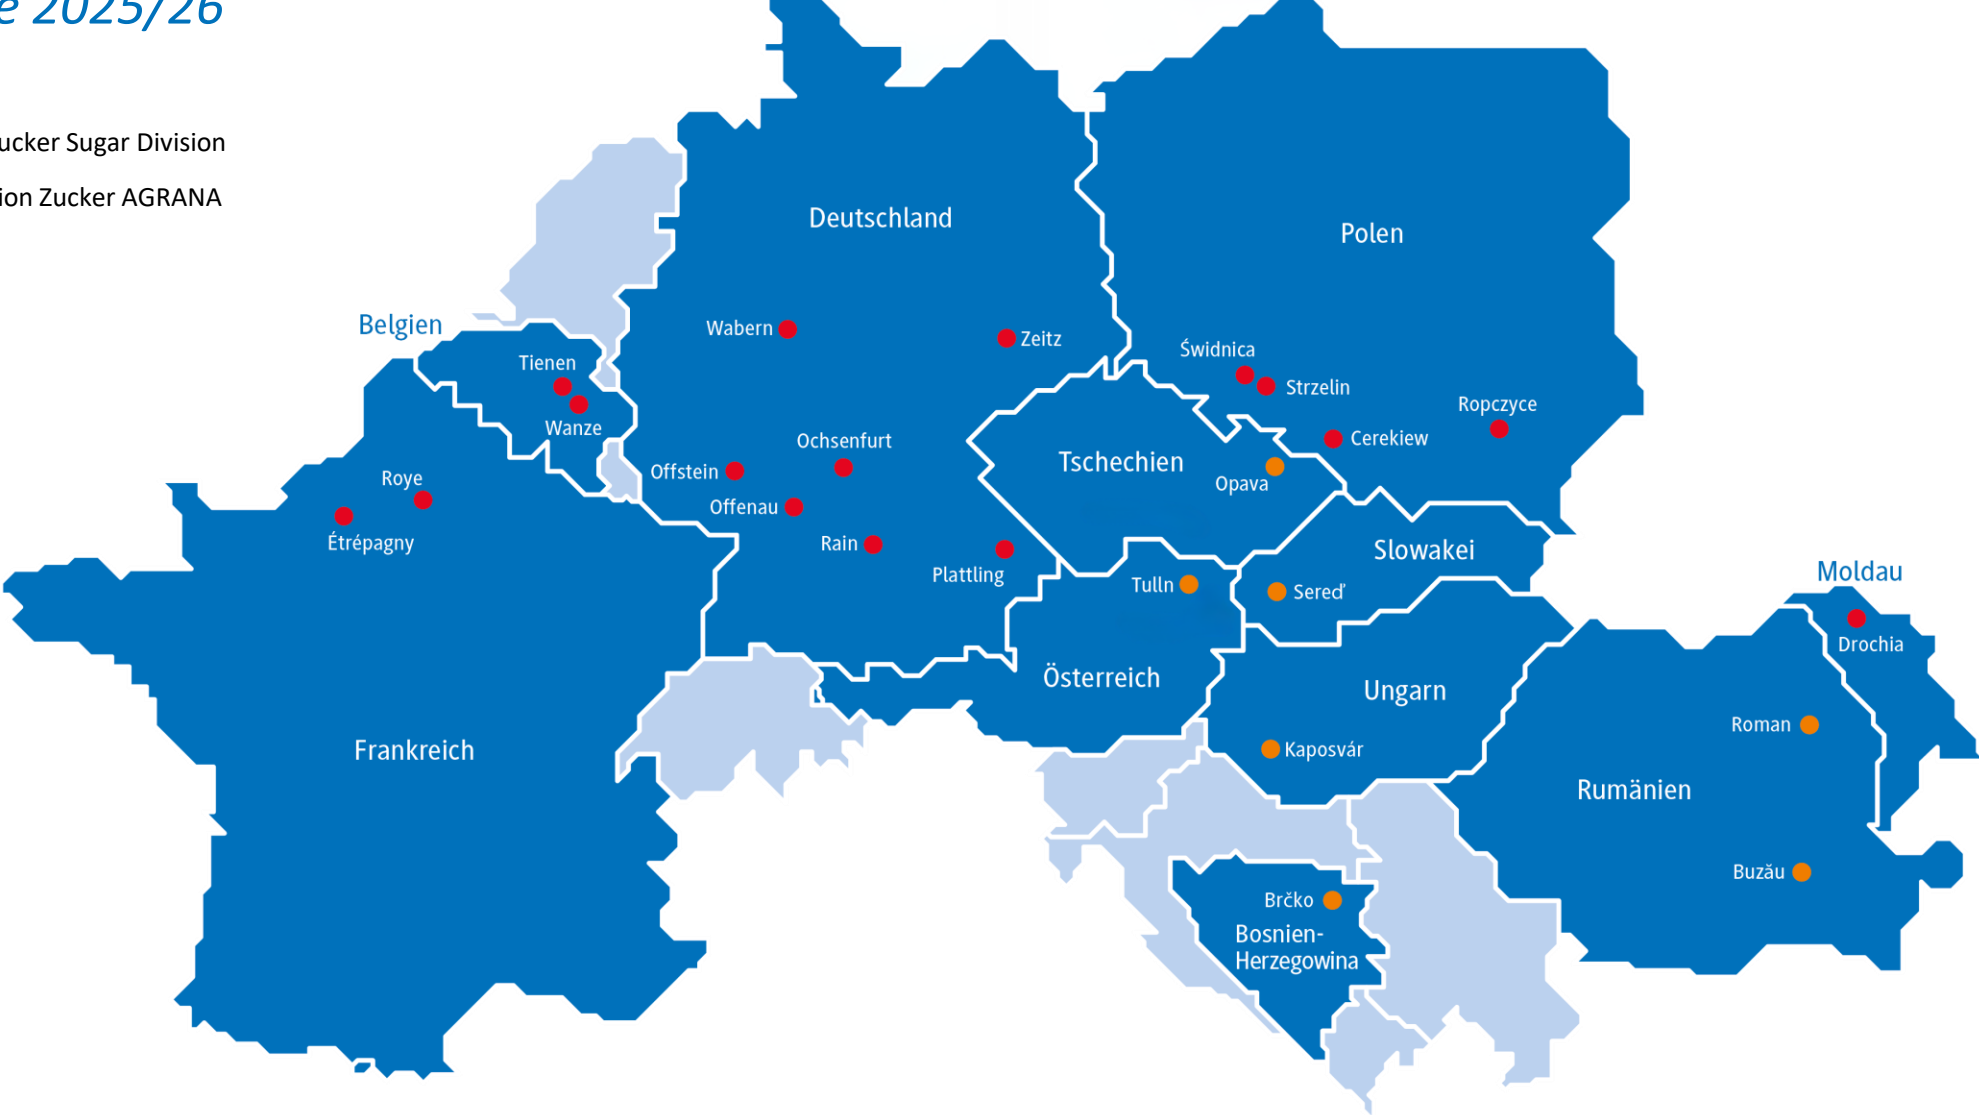 e 2025/26
ucker Sugar Division
ion Zucker AGRANA
Deutschland
Polen
Belgien
Wabern
Zeitz
Świdnica
Tienen
Strzelin
Ropczyce
Wanze
Ochsenfurt
Cerekiew
Tschechien
Offstein
Opava
Roye
Offenau
Étrépagny
Rain
Slowakei
Plattling
Moldau
Tulln
Sereď
Drochia
Österreich
Ungarn
Roman
Frankreich
Kaposvár
Rumänien
Buzău
Brčko
Bosnien-
Herzegowina